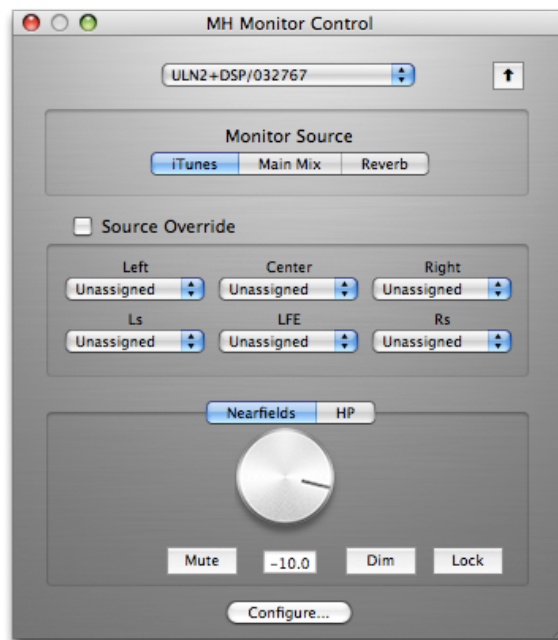 MH Monitor Control
ULN2+DSP/032767
Monitor Source
iTunes Main Mix Reverb
Source Override
Left Center Right
Unassigned Unassigned Unassigned
Ls LFE Rs
Unassigned Unassigned Unassigned
Nearfields HP
Mute -10.0 Dim Lock
Configure...